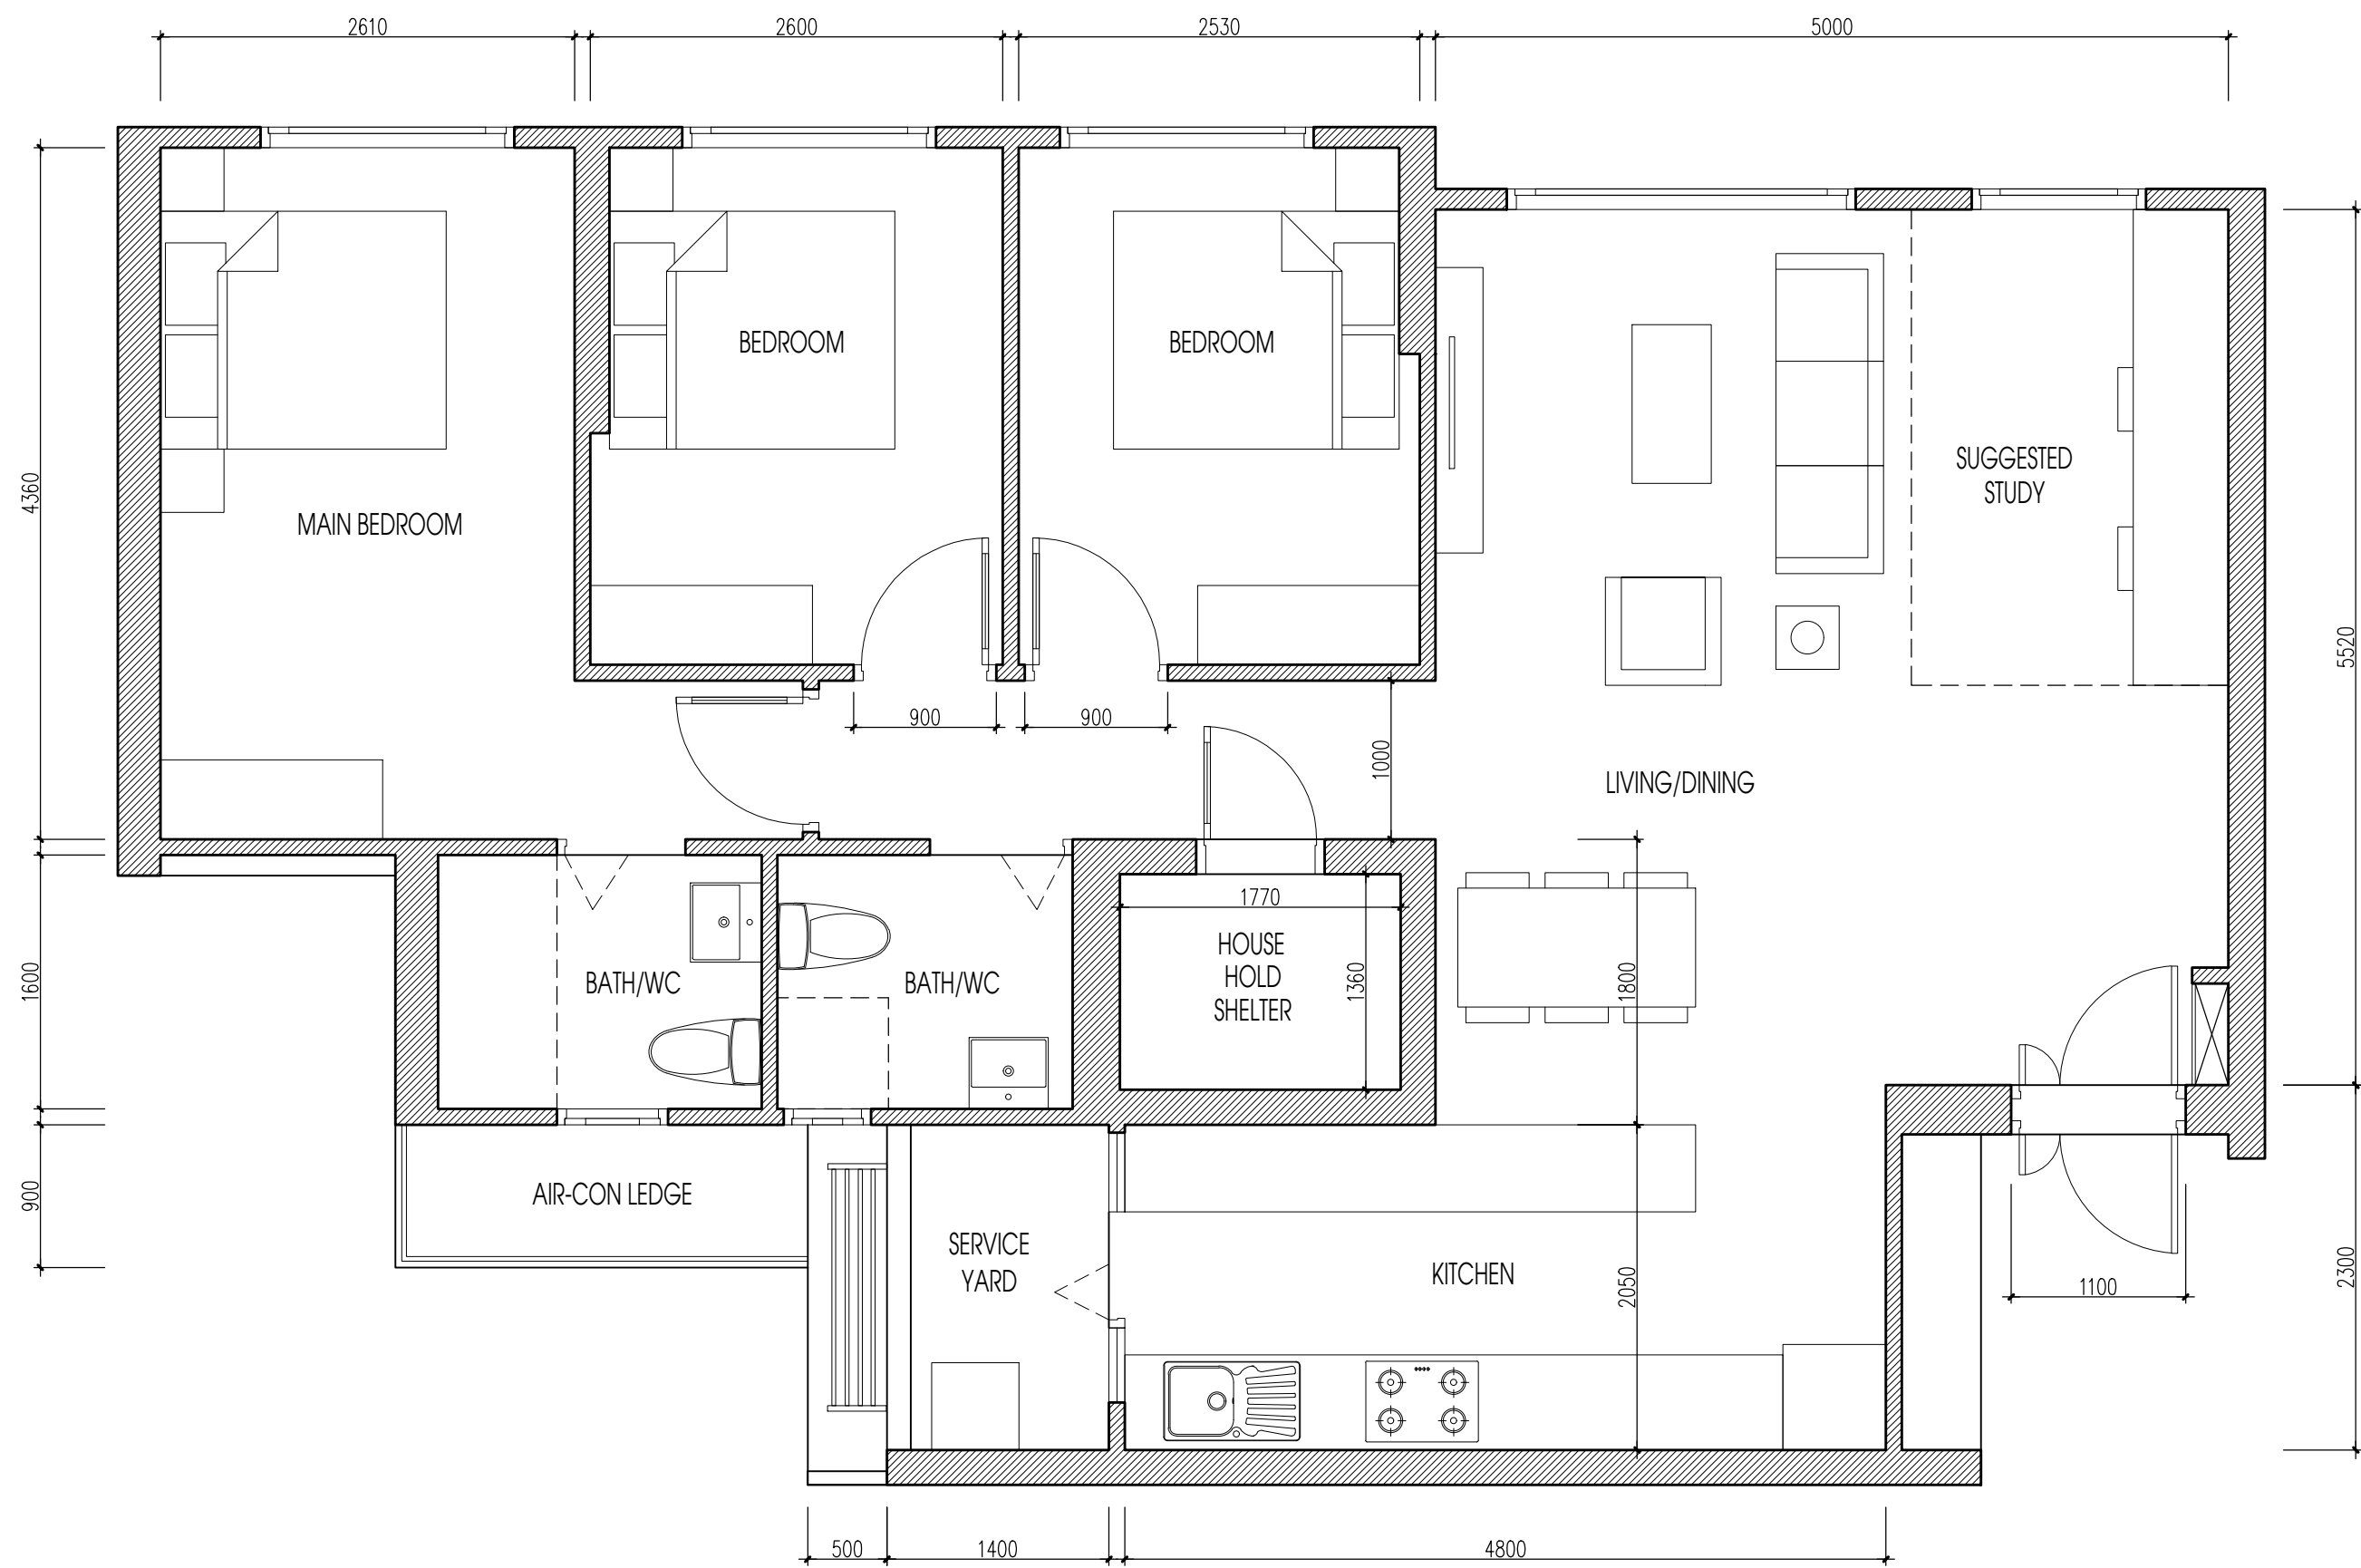 2610
2600
2530
5000
BEDROOM
BEDROOM
SUGGESTED
STUDY
4360
MAIN BEDROOM
5520
900
900
1000
LIVING/DINING
1770
HOUSE
HOLD
SHELTER
1360
1800
1600
BATH/WC
BATH/WC
900
AIR-CON LEDGE
SERVICE
YARD
KITCHEN
2050
1100
2300
500
1400
4800